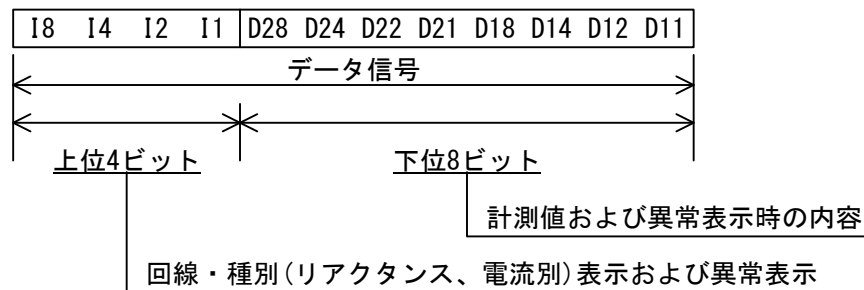 I8 I4 I2 I1 D28 D24 D22 D21 D18 D14 D12 D11
データ信号
上位4ビット 下位8ビット
計測値および異常表示時の内容
回線・種別(リアクタンス、電流別)表示および異常表示